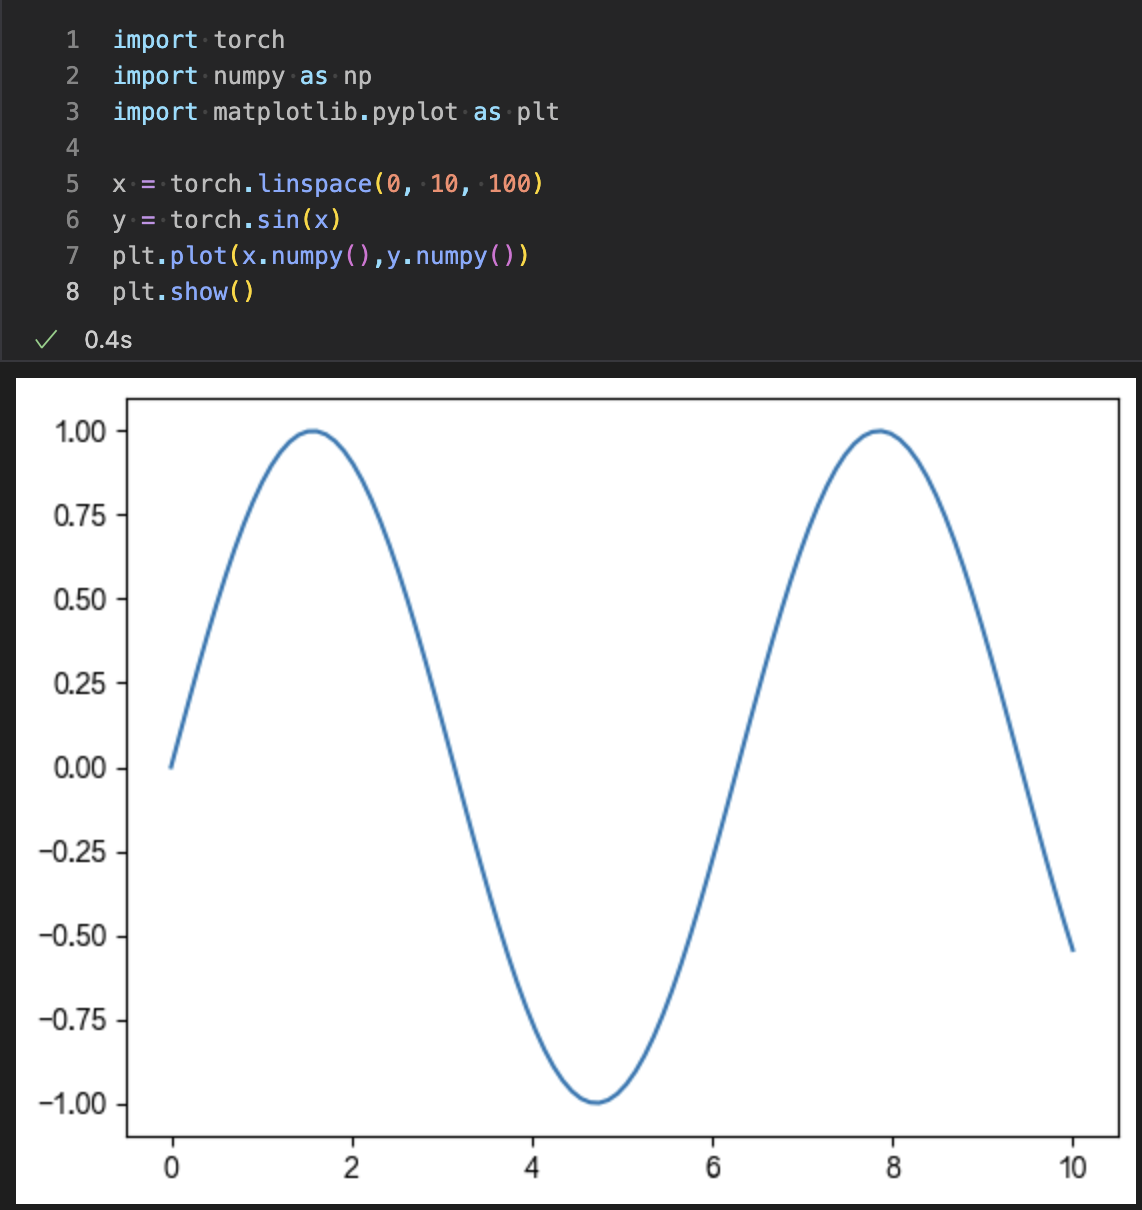 1 import torch
2 import numpy as np
3 import matplotlib.pyplot as plt
4
5 x = torch.linspace(0, 10, 100)
6 y = torch.sin(x)
7 plt.plot(x.numpy(),y.numpy())
8 plt.show()
✓ 0.4s
1.00
0.75
0.50
0.25
0.00
−0.25
−0.50
−0.75
−1.00
0 2 4 6 8 10